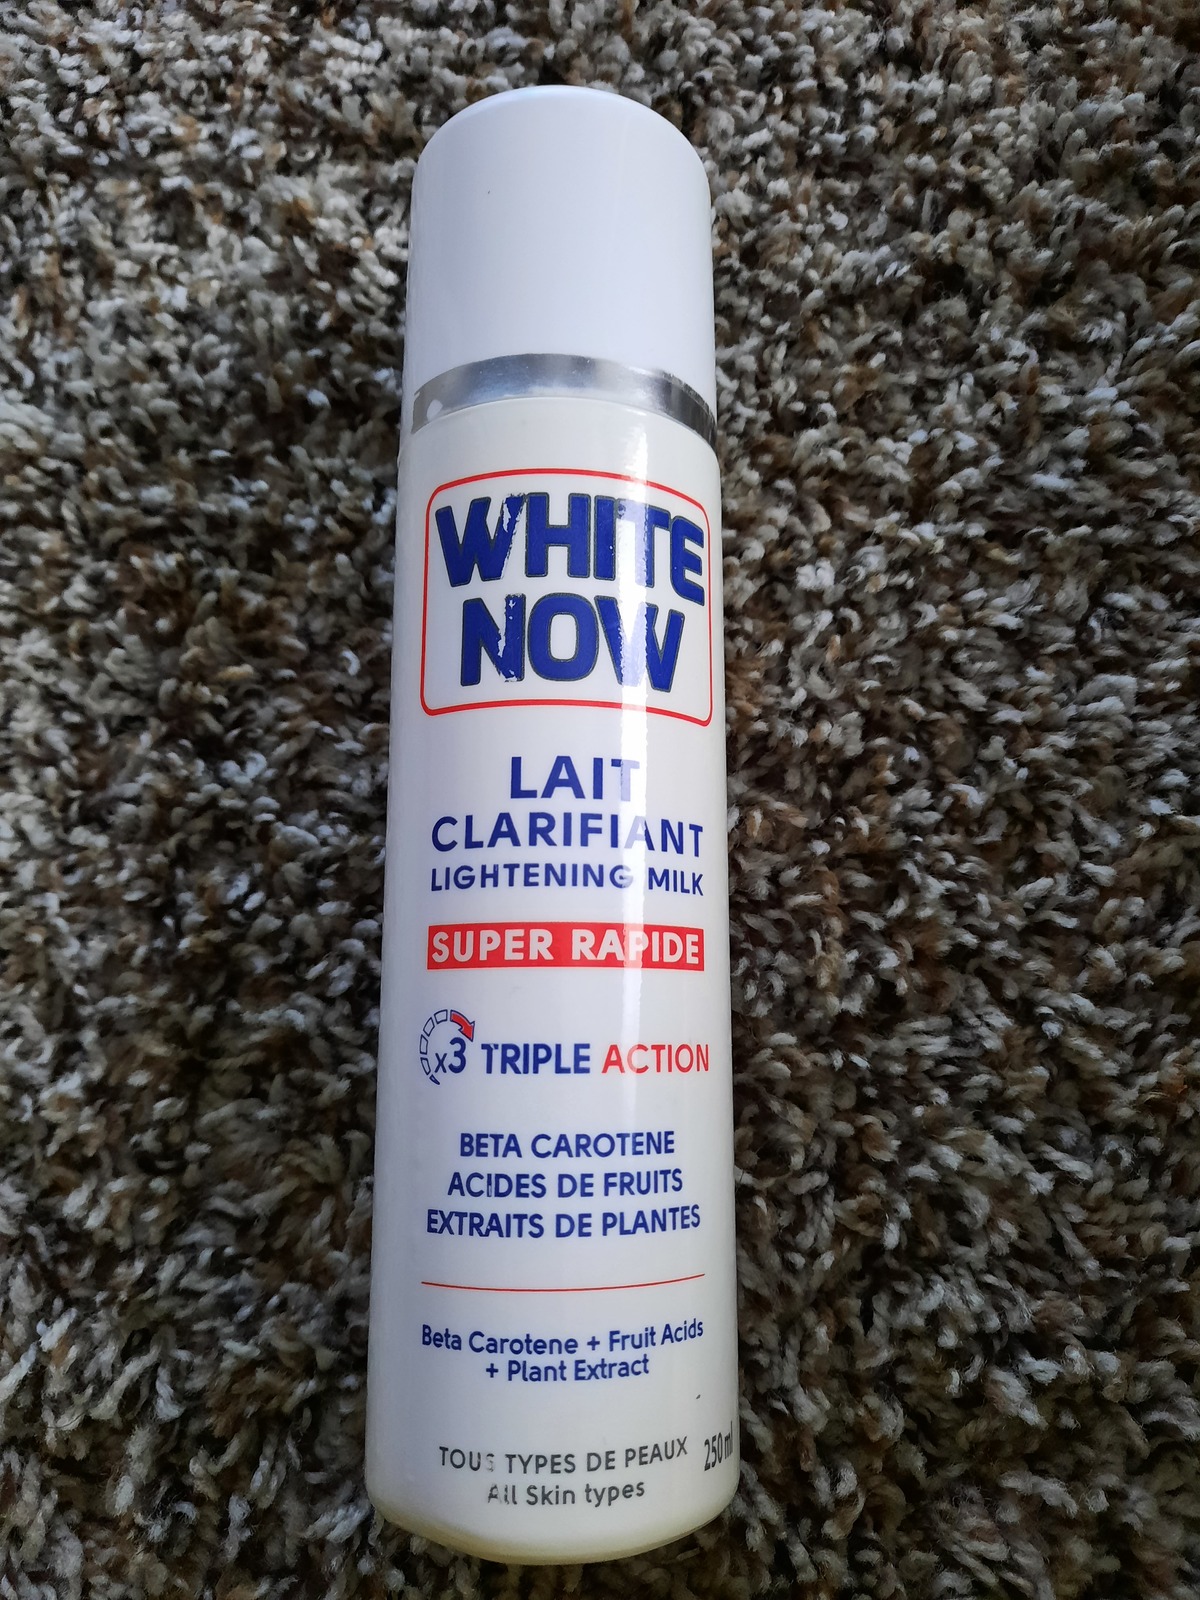 WHITE
NOW
LAIT
CLARIFIANT
LIGHTENING MILK
SUPER RAPIDE
x3 TRIPLE ACTION
BETA CAROTENE
ACIDES DE FRUITS
EXTRAITS DE PLANTES
Beta Carotene + Fruit Acids
+ Plant Extract
TOUS TYPES DE PEAUX 250 ml
All Skin types